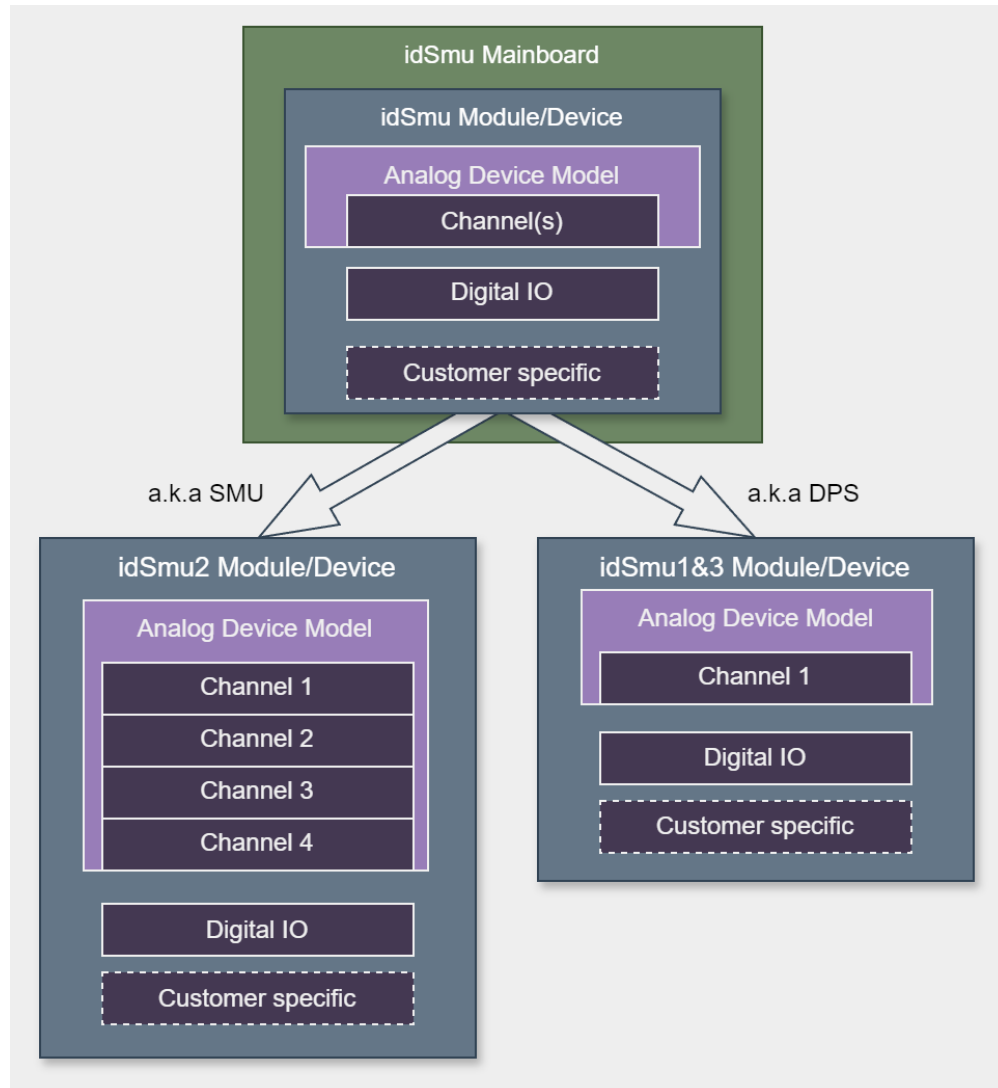 idSmu Mainboard
idSmu Module/Device
Analog Device Model
Channel(s)
Digital IO
Customer specific
a.k.a SMU
a.k.a DPS
idSmu2 Module/Device
Analog Device Model
Channel 1
Channel 2
Channel 3
Channel 4
Digital IO
Customer specific
idSmu1&3 Module/Device
Analog Device Model
Channel 1
Digital IO
Customer specific